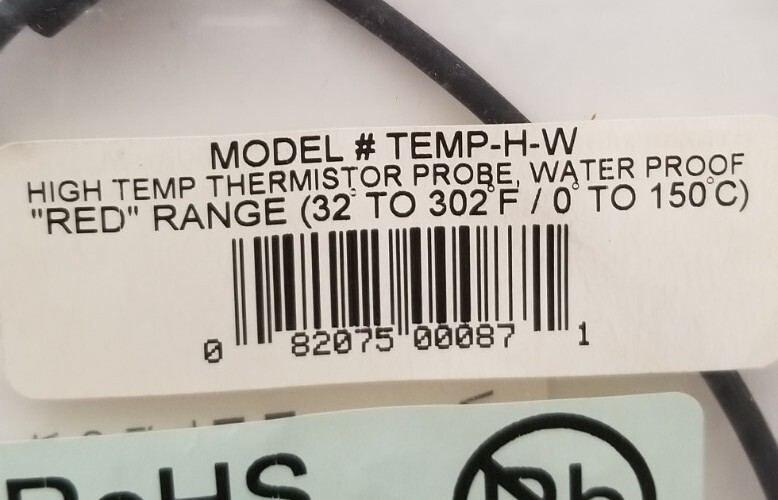 MODEL # TEMP-H-W
HIGH TEMP THERMISTOR PROBE, WATER PROOF
"RED" RANGE (32° TO 302°F / 0° TO 150°C)
0 82075 00087 1
RoHS Pb